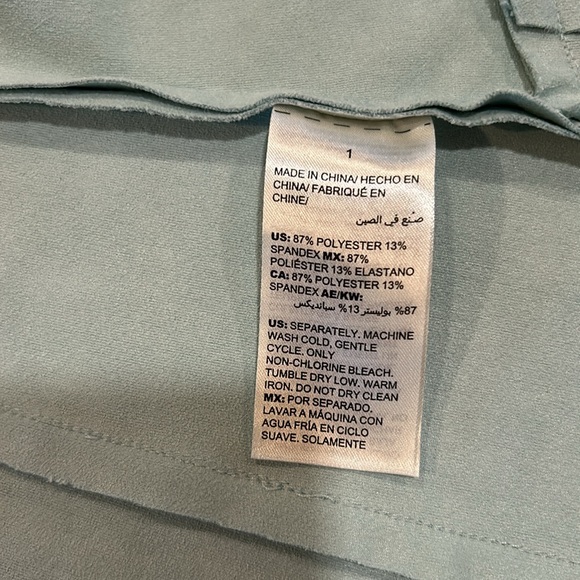 1
MADE IN CHINA/ HECHO EN
CHINA/ FABRIQUÉ EN
CHINE/
صُنع في الصين
US: 87% POLYESTER 13%
SPANDEX MX: 87%
POLIÉSTER 13% ELASTANO
CA: 87% POLYESTER 13%
SPANDEX AE/KW:
87% بوليستر 13% سباندیكس
US: SEPARATELY. MACHINE
WASH COLD, GENTLE
CYCLE. ONLY
NON-CHLORINE BLEACH.
TUMBLE DRY LOW. WARM
IRON. DO NOT DRY CLEAN
MX: POR SEPARADO.
LAVAR A MÁQUINA CON
AGUA FRÍA EN CICLO
SUAVE. SOLAMENTE